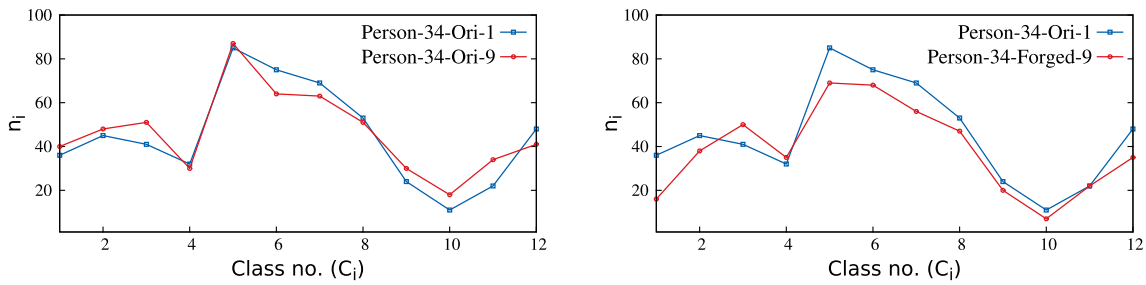 100
80
60
40
20
n_i
2 4 6 8 10 12
Class no. (C_i)
Person-34-Ori-1
Person-34-Ori-9
100
80
60
40
20
n_i
2 4 6 8 10 12
Class no. (C_i)
Person-34-Ori-1
Person-34-Forged-9